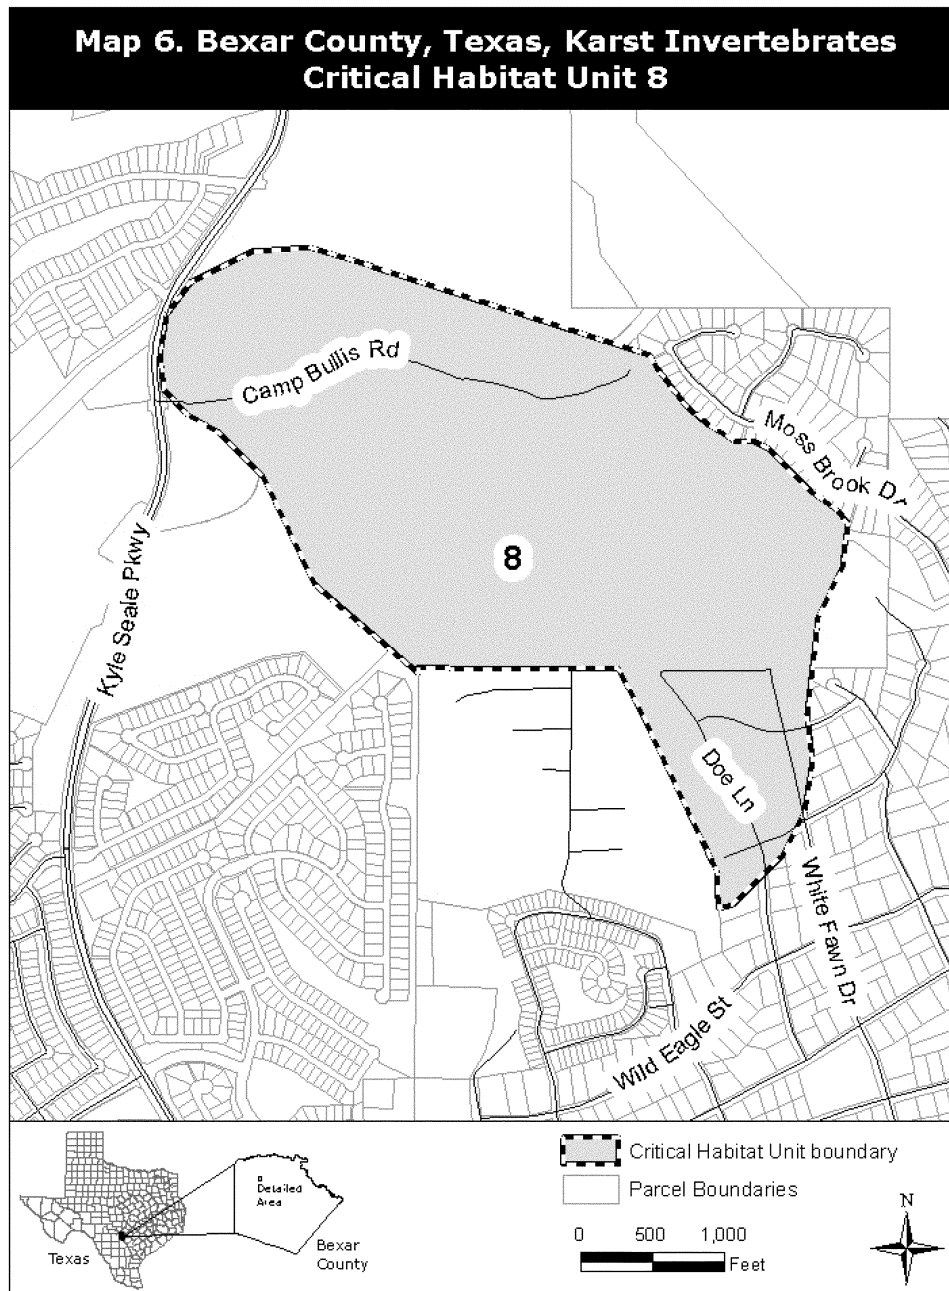 Map 6. Bexar County, Texas, Karst Invertebrates
Critical Habitat Unit 8
Camp Bullis Rd
Moss Brook Dr
8
Kyle Seale Pkwy
Doe Ln
White Fawn Dr
Wild Eagle St
Texas
Detailed
Area
Bexar
County
Critical Habitat Unit boundary
Parcel Boundaries
0 500 1,000
Feet
N